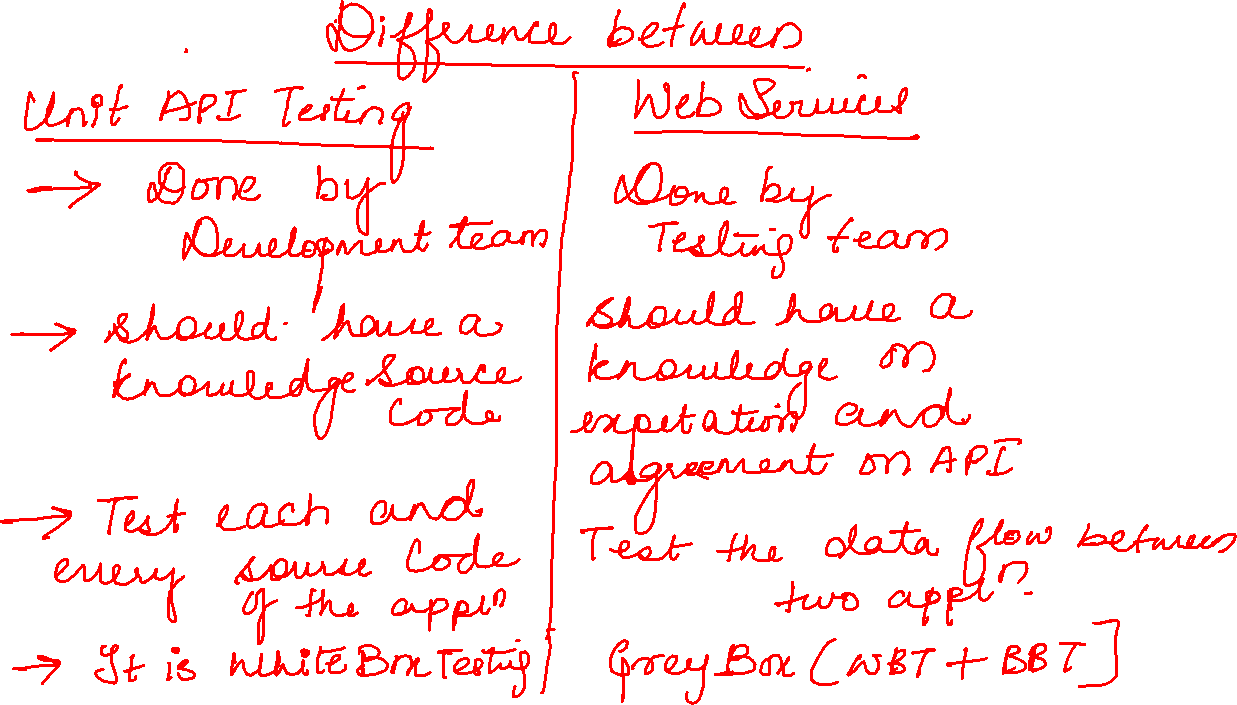 Difference between
Unit API Testing
→ Done by
Development team
→ should have a
knowledge source
code
→ Test each and
every source code
of the appln
→ It is White Box Testing
Web Services
Done by
Testing team
should have a
knowledge on
expetation and
agreement on API
Test the data flow between
two appln.
Grey Box (WBT + BBT]